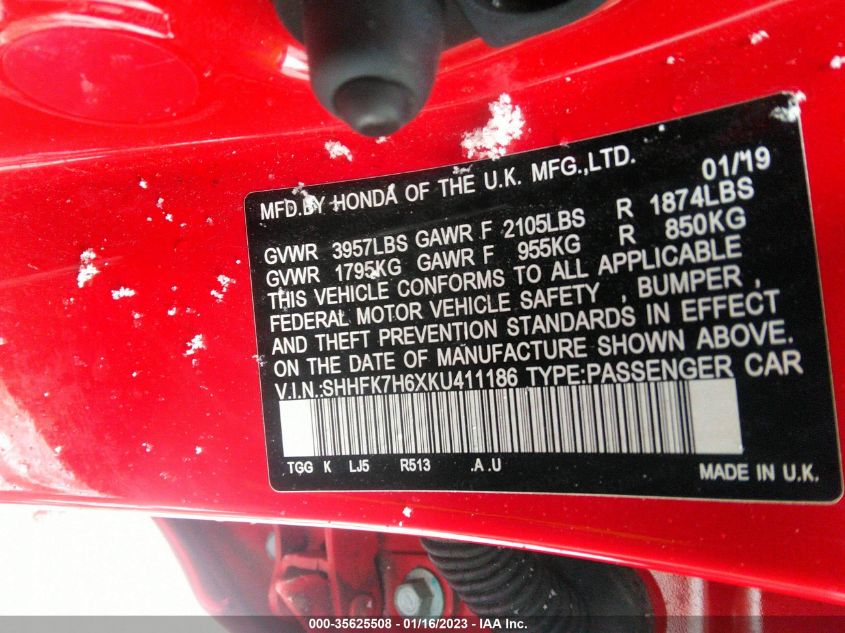 MFD.BY HONDA OF THE U.K. MFG.,LTD. 01/19
GVWR 3957LBS GAWR F 2105LBS R 1874LBS
GVWR 1795KG GAWR F 955KG R 850KG
THIS VEHICLE CONFORMS TO ALL APPLICABLE
FEDERAL MOTOR VEHICLE SAFETY , BUMPER ,
AND THEFT PREVENTION STANDARDS IN EFFECT
ON THE DATE OF MANUFACTURE SHOWN ABOVE.
V.I.N.:SHHFK7H6XKU411186 TYPE:PASSENGER CAR
TGG K LJ5 R513 .A .U
MADE IN U.K.
000-35625508 - 01/16/2023 - IAA Inc.